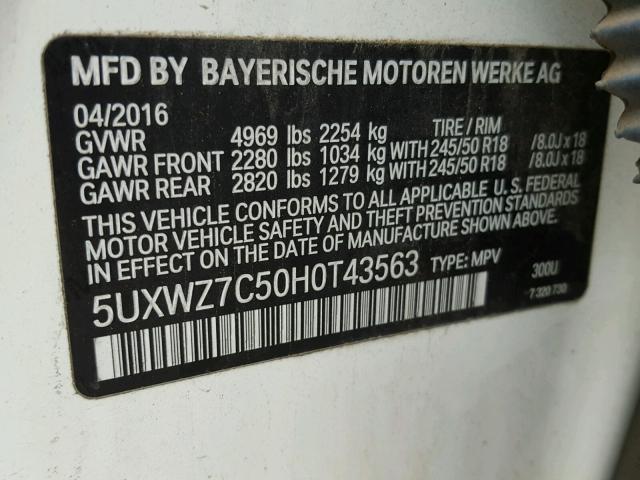 MFD BY BAYERISCHE MOTOREN WERKE AG
04/2016 TIRE / RIM
GVWR 4969 lbs 2254 kg
GAWR FRONT 2280 lbs 1034 kg WITH 245/50 R18 /8.0J x 18
GAWR REAR 2820 lbs 1279 kg WITH 245/50 R18 /8.0J x 18
THIS VEHICLE CONFORMS TO ALL APPLICABLE U. S. FEDERAL
MOTOR VEHICLE SAFETY AND THEFT PREVENTION STANDARDS
IN EFFECT ON THE DATE OF MANUFACTURE SHOWN ABOVE.
5UXWZ7C50H0T43563 TYPE: MPV 300U
7 320 730